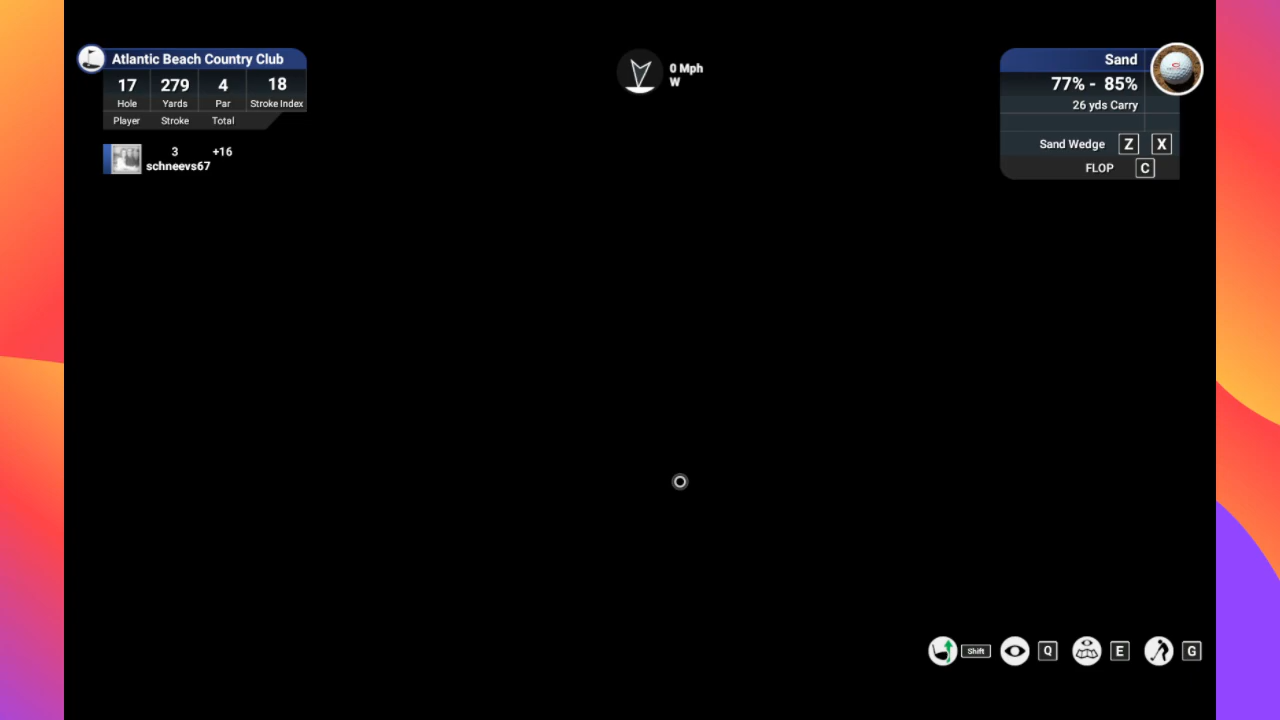 Atlantic Beach Country Club
17 279 4 18
Hole Yards Par Stroke Index
Player Stroke Total
3 +16
schneevs67
0 Mph
W
Sand
77% - 85%
26 yds Carry
Sand Wedge Z X
FLOP C
Shift Q E G